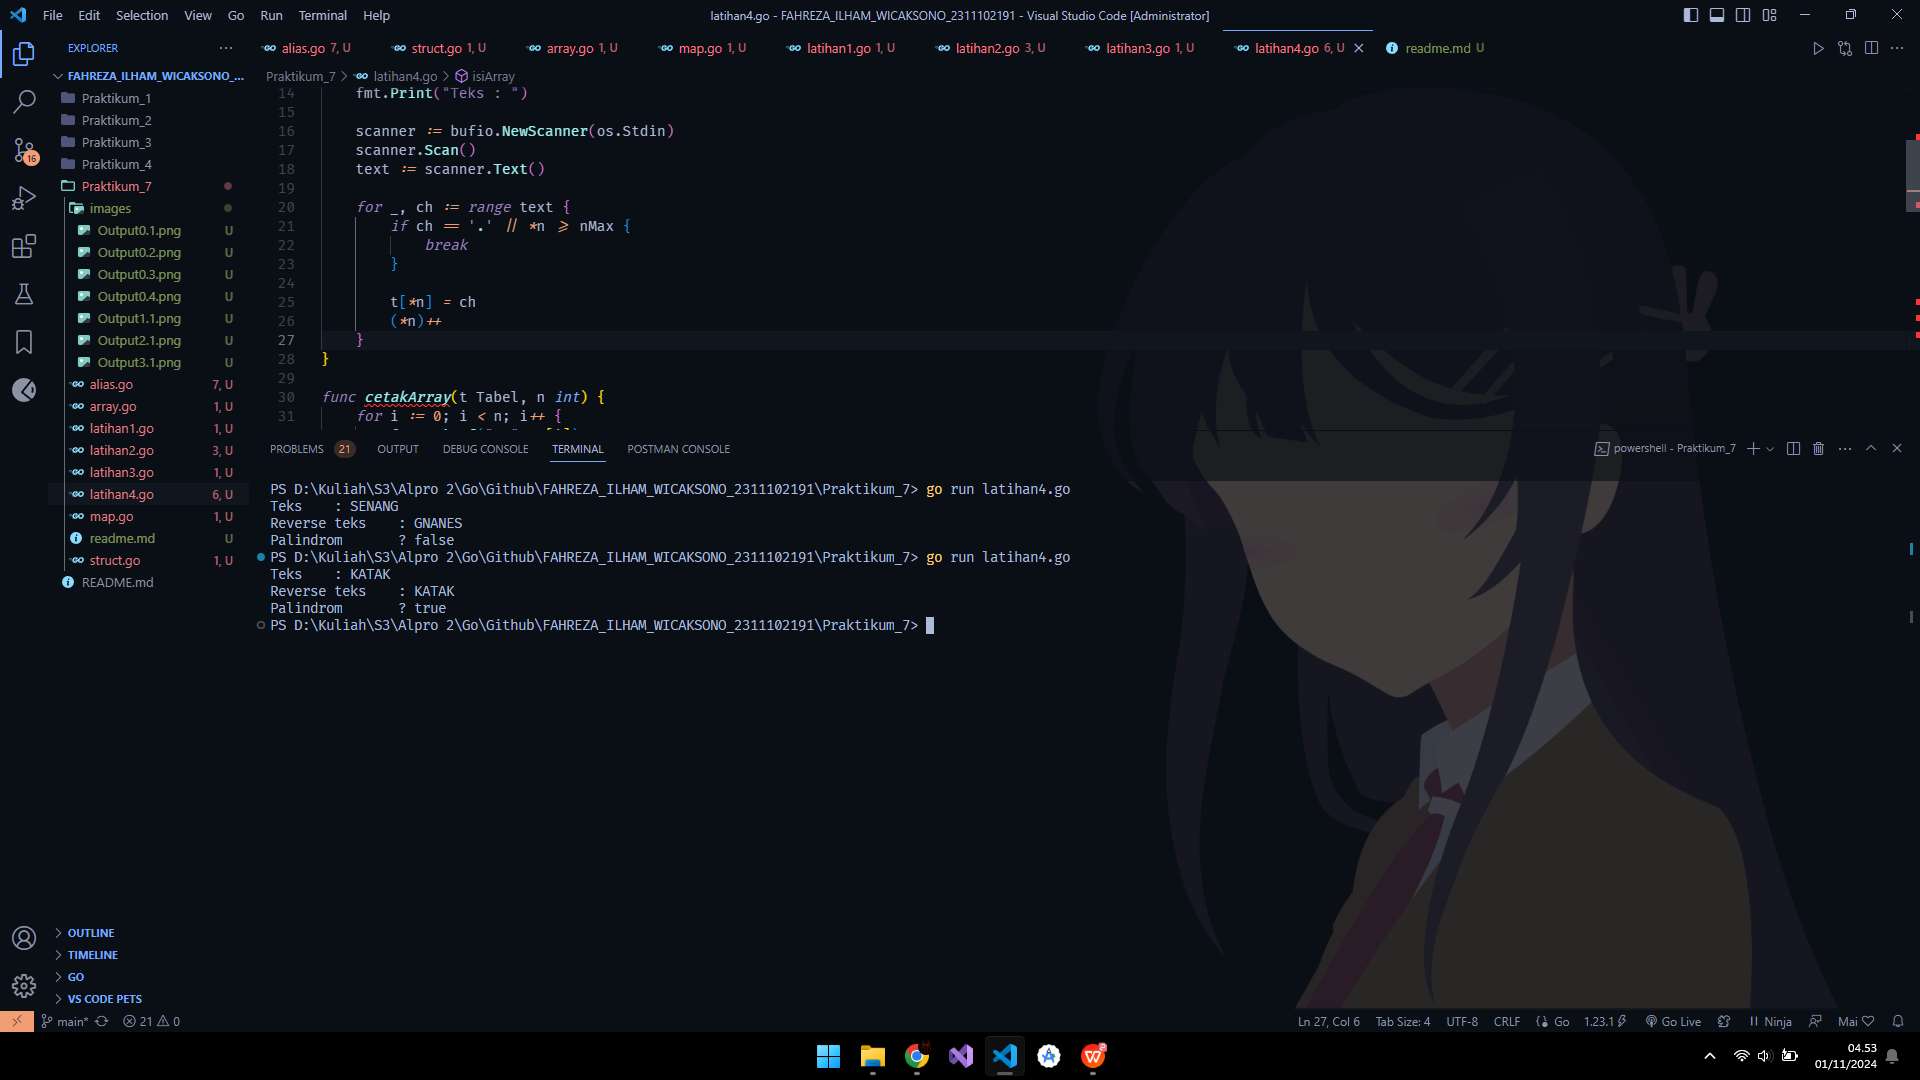 File Edit Selection View Go Run Terminal Help
latihan4.go - FAHREZA_ILHAM_WICAKSONO_2311102191 - Visual Studio Code [Administrator]
EXPLORER
alias.go 7, U
struct.go 1, U
array.go 1, U
map.go 1, U
latihan1.go 1, U
latihan2.go 3, U
latihan3.go 1, U
latihan4.go 6, U
readme.md U
FAHREZA_ILHAM_WICAKSONO_...
Praktikum_1
Praktikum_2
Praktikum_3
Praktikum_4
Praktikum_7
images
Output0.1.png U
Output0.2.png U
Output0.3.png U
Output0.4.png U
Output1.1.png U
Output2.1.png U
Output3.1.png U
alias.go 7, U
array.go 1, U
latihan1.go 1, U
latihan2.go 3, U
latihan3.go 1, U
latihan4.go 6, U
map.go 1, U
readme.md U
struct.go 1, U
README.md
16
Praktikum_7 > latihan4.go > isiArray
14 fmt.Print("Teks : ")
15
16 scanner := bufio.NewScanner(os.Stdin)
17 scanner.Scan()
18 text := scanner.Text()
19
20 for _, ch := range text {
21 if ch == '.' || *n >= nMax {
22 break
23 }
24
25 t[*n] = ch
26 (*n)++
27 }
28 }
29
30 func cetakArray(t Tabel, n int) {
31 for i := 0; i < n; i++ {
PROBLEMS 21 OUTPUT DEBUG CONSOLE TERMINAL POSTMAN CONSOLE
powershell - Praktikum_7
PS D:\Kuliah\S3\Alpro 2\Go\Github\FAHREZA_ILHAM_WICAKSONO_2311102191\Praktikum_7> go run latihan4.go
Teks : SENANG
Reverse teks : GNANES
Palindrom ? false
PS D:\Kuliah\S3\Alpro 2\Go\Github\FAHREZA_ILHAM_WICAKSONO_2311102191\Praktikum_7> go run latihan4.go
Teks : KATAK
Reverse teks : KATAK
Palindrom ? true
PS D:\Kuliah\S3\Alpro 2\Go\Github\FAHREZA_ILHAM_WICAKSONO_2311102191\Praktikum_7>
OUTLINE
TIMELINE
GO
VS CODE PETS
main* 21 0
Ln 27, Col 6 Tab Size: 4 UTF-8 CRLF Go 1.23.1 Go Live Ninja Mai
04.53
01/11/2024